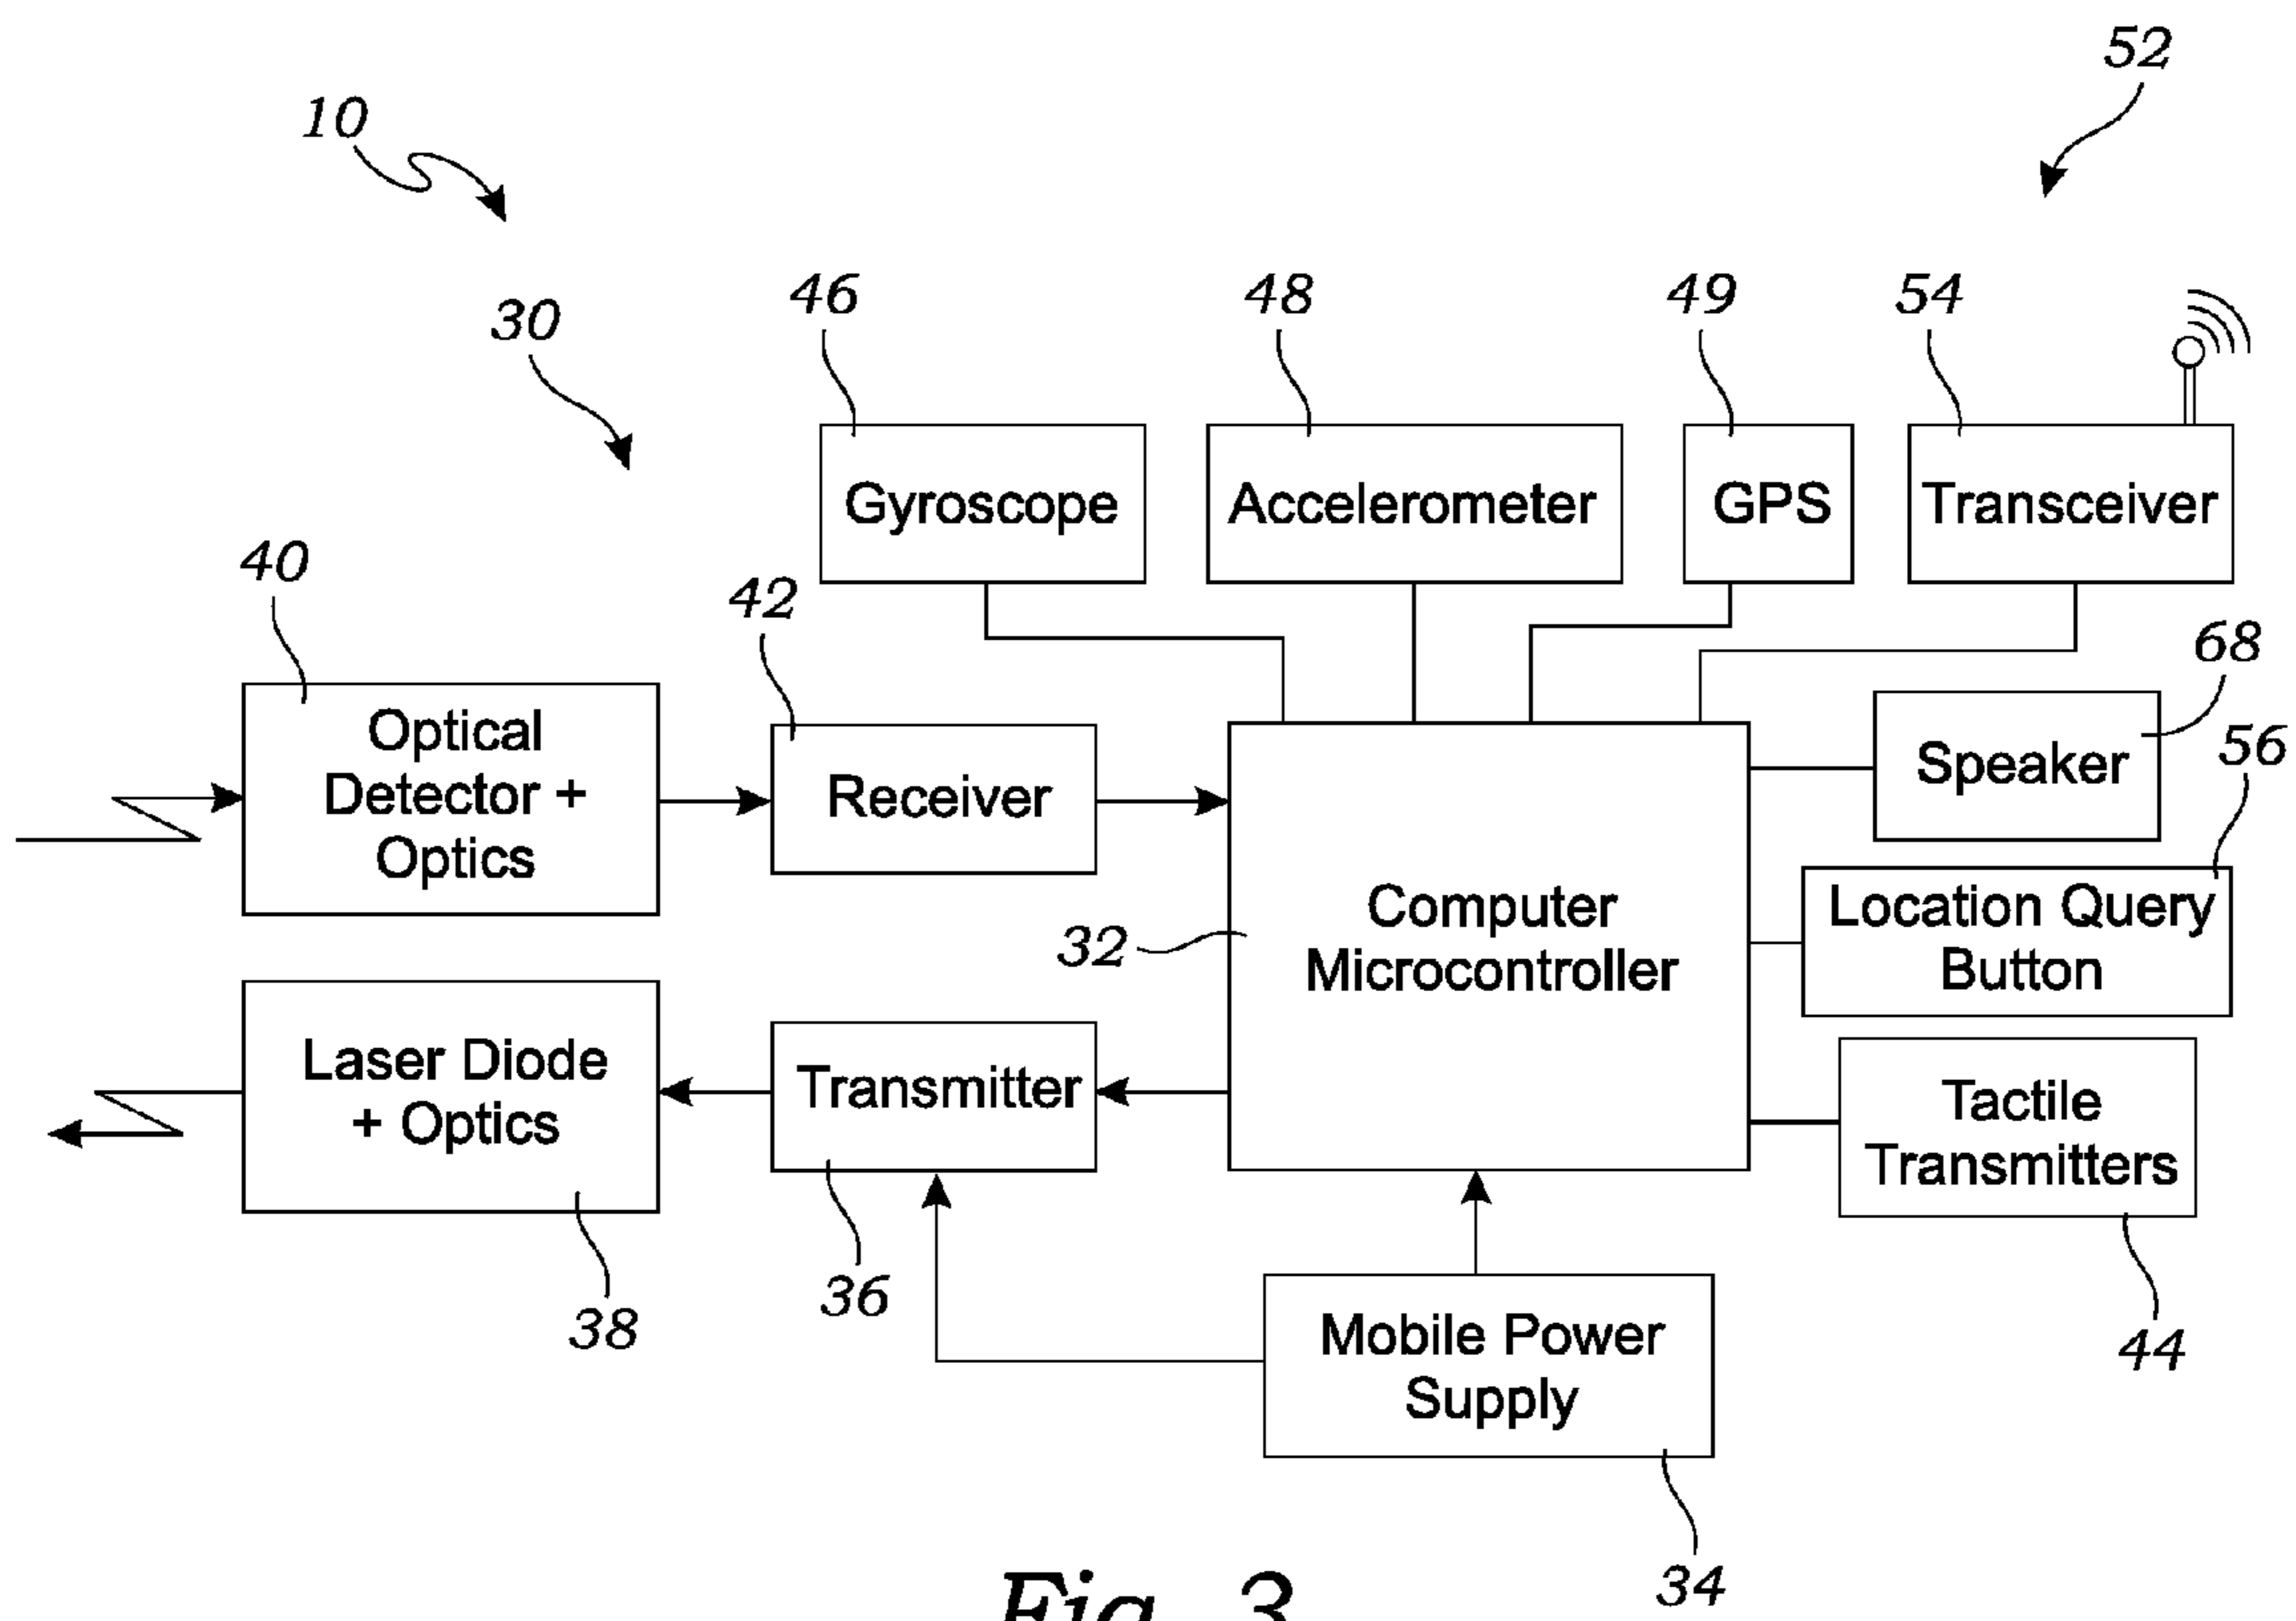 52
10
46
48
49
54
30
Gyroscope
Accelerometer
GPS
Transceiver
40
42
68
56
Optical
Detector +
Optics
Receiver
Speaker
32
Computer
Microcontroller
Location Query
Button
Laser Diode
+ Optics
Transmitter
Tactile
Transmitters
38
36
Mobile Power
Supply
44
34
Fig. 3